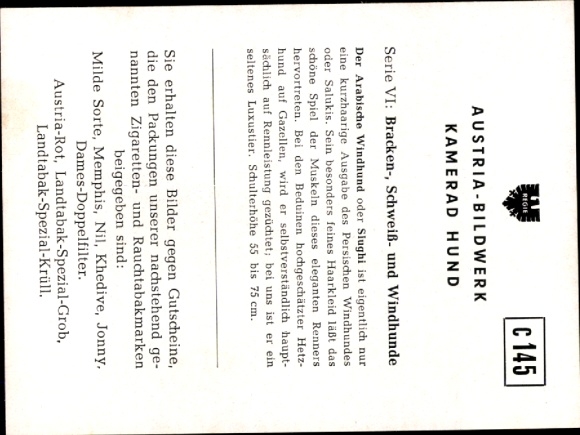 REGIE
C 145
AUSTRIA-BILDWERK
KAMERAD HUND
Serie VI: Bracken-, Schweiß- und Windhunde
Der Arabische Windhund oder Slughi ist eigentlich nur
eine kurzhaarige Ausgabe des Persischen Windhundes
oder Salukis. Sein besonders feines Haarkleid läßt das
schöne Spiel der Muskeln dieses eleganten Renners
hervortreten. Bei den Beduinen hochgeschätzter Hetz-
hund auf Gazellen, wird er selbstverständlich haupt-
sächlich auf Rennleistung gezüchtet; bei uns ist er ein
seltenes Luxustier. Schulterhöhe 55 bis 75 cm.
Sie erhalten diese Bilder gegen Gutscheine,
die den Packungen unserer nachstehend ge-
nannten Zigaretten- und Rauchtabakmarken
beigegeben sind:
Milde Sorte, Memphis, Nil, Khedive, Jonny,
Dames-Doppelfilter.
Austria-Rot, Landtabak-Spezial-Grob,
Landtabak-Spezial-Krüll.